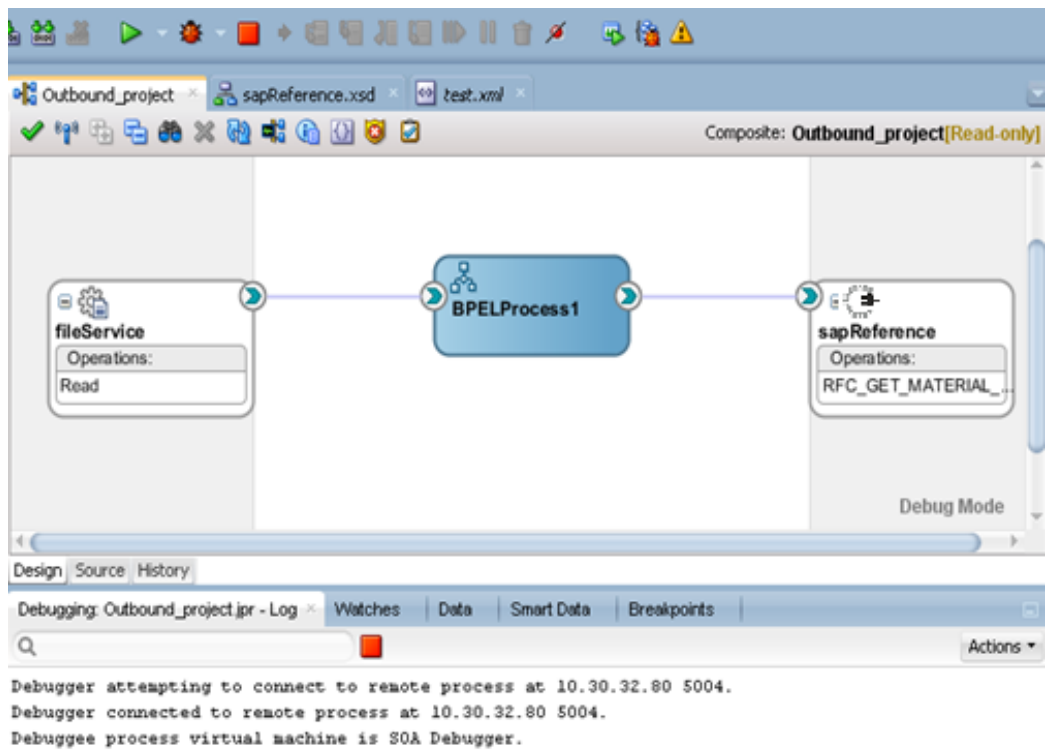 Outbound_project
sapReference.xsd
test.xml
Composite: Outbound_project[Read-only]
fileService
Operations:
Read
BPELProcess1
sapReference
Operations:
RFC_GET_MATERIAL_...
Debug Mode
Design Source History
Debugging: Outbound_project.jpr - Log Watches Data Smart Data Breakpoints
Actions
Debugger attempting to connect to remote process at 10.30.32.80 5004.
Debugger connected to remote process at 10.30.32.80 5004.
Debuggee process virtual machine is SOA Debugger.